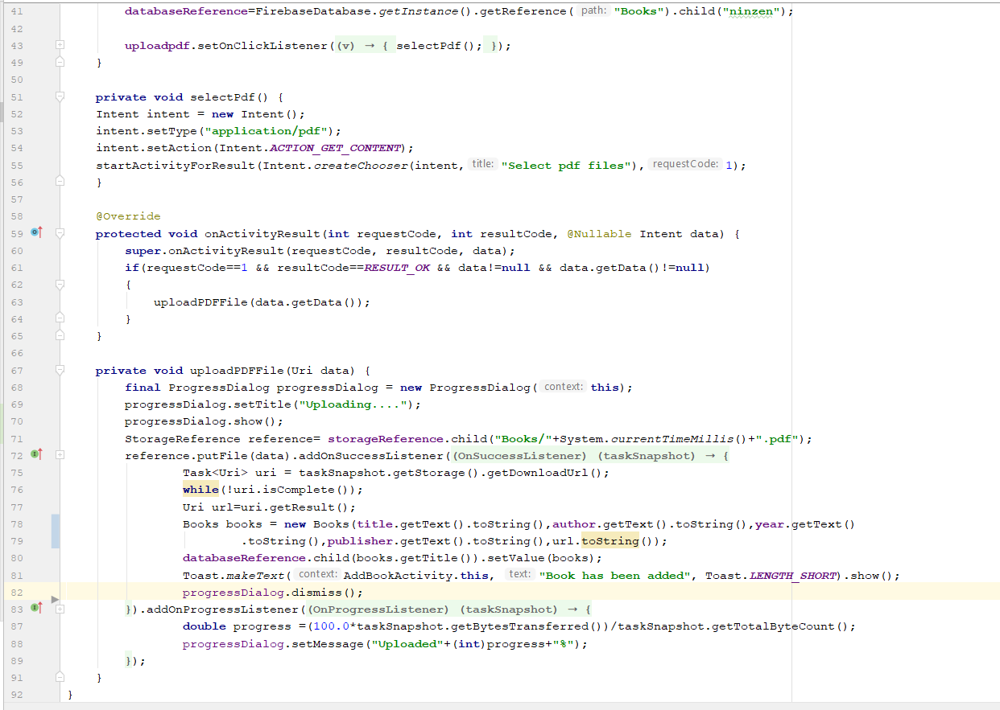 41 databaseReference=FirebaseDatabase.getInstance().getReference( path: "Books").child("ninzen");
42
43 uploadpdf.setOnClickListener((v) → { selectPdf(); });
49 }
50
51 private void selectPdf() {
52 Intent intent = new Intent();
53 intent.setType("application/pdf");
54 intent.setAction(Intent.ACTION_GET_CONTENT);
55 startActivityForResult(Intent.createChooser(intent, title: "Select pdf files"), requestCode: 1);
56 }
57
58 @Override
59 protected void onActivityResult(int requestCode, int resultCode, @Nullable Intent data) {
60 super.onActivityResult(requestCode, resultCode, data);
61 if(requestCode==1 && resultCode==RESULT_OK && data!=null && data.getData()!=null)
62 {
63 uploadPDFFile(data.getData());
64 }
65 }
66
67 private void uploadPDFFile(Uri data) {
68 final ProgressDialog progressDialog = new ProgressDialog( context: this);
69 progressDialog.setTitle("Uploading....");
70 progressDialog.show();
71 StorageReference reference= storageReference.child("Books/"+System.currentTimeMillis()+".pdf");
72 reference.putFile(data).addOnSuccessListener((OnSuccessListener) (taskSnapshot) → {
75 Task<Uri> uri = taskSnapshot.getStorage().getDownloadUrl();
76 while(!uri.isComplete());
77 Uri url=uri.getResult();
78 Books books = new Books(title.getText().toString(),author.getText().toString(),year.getText()
79 .toString(),publisher.getText().toString(),url.toString());
80 databaseReference.child(books.getTitle()).setValue(books);
81 Toast.makeText( context: AddBookActivity.this, text: "Book has been added", Toast.LENGTH_SHORT).show();
82 progressDialog.dismiss();
83 }).addOnProgressListener((OnProgressListener) (taskSnapshot) → {
87 double progress =(100.0*taskSnapshot.getBytesTransferred())/taskSnapshot.getTotalByteCount();
88 progressDialog.setMessage("Uploaded"+(int)progress+"%");
89 });
91 }
92 }